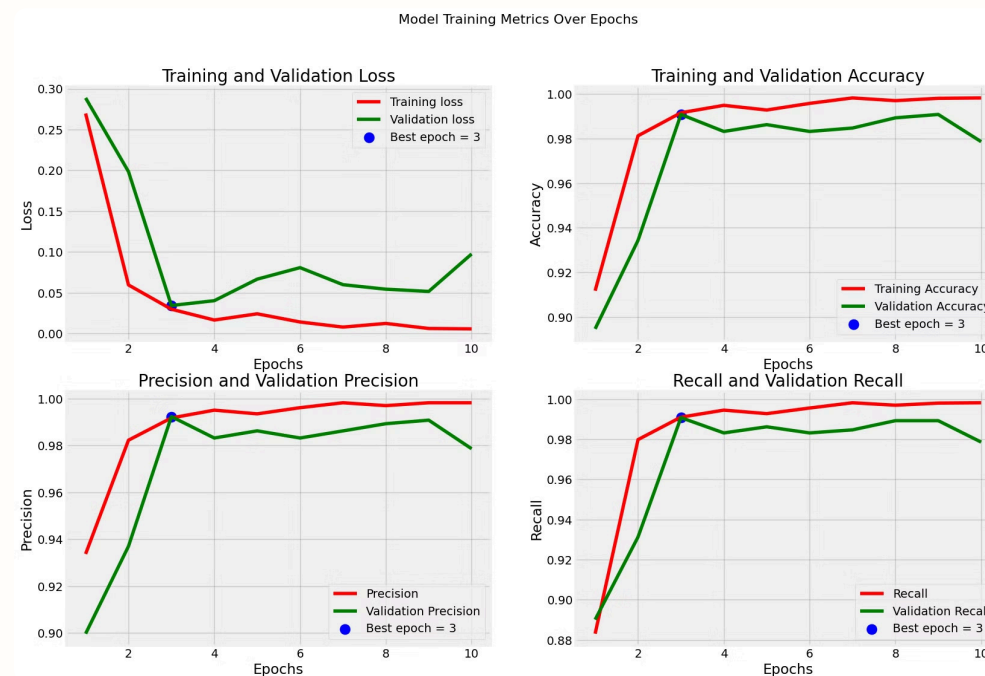 Model Training Metrics Over Epochs
Training and Validation Loss
0.30
0.25
0.20
0.15
0.10
0.05
0.00
Loss
Training loss
Validation loss
Best epoch = 3
2 4 6 8 10
Epochs
Training and Validation Accuracy
1.00
0.98
0.96
0.94
0.92
0.90
Accuracy
Training Accuracy
Validation Accuracy
Best epoch = 3
2 4 6 8 10
Epochs
Precision and Validation Precision
1.00
0.98
0.96
0.94
0.92
0.90
Precision
Precision
Validation Precision
Best epoch = 3
2 4 6 8 10
Epochs
Recall and Validation Recall
1.00
0.98
0.96
0.94
0.92
0.90
0.88
Recall
Recall
Validation Recall
Best epoch = 3
2 4 6 8 10
Epochs